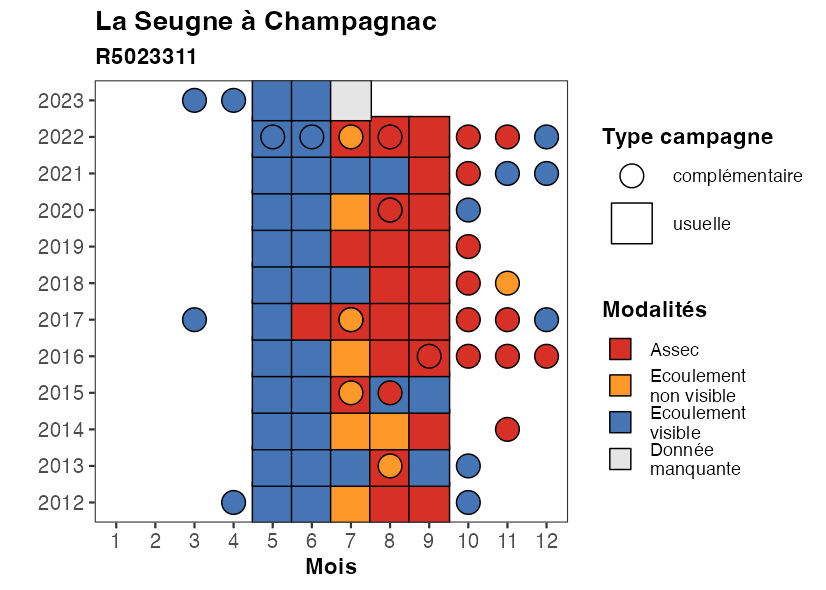 La Seugne à Champagnac
R5023311
2023
2022
2021
2020
2019
2018
2017
2016
2015
2014
2013
2012
1 2 3 4 5 6 7 8 9 10 11 12
Mois
Type campagne
complémentaire
usuelle
Modalités
Assec
Ecoulement
non visible
Ecoulement
visible
Donnée
manquante